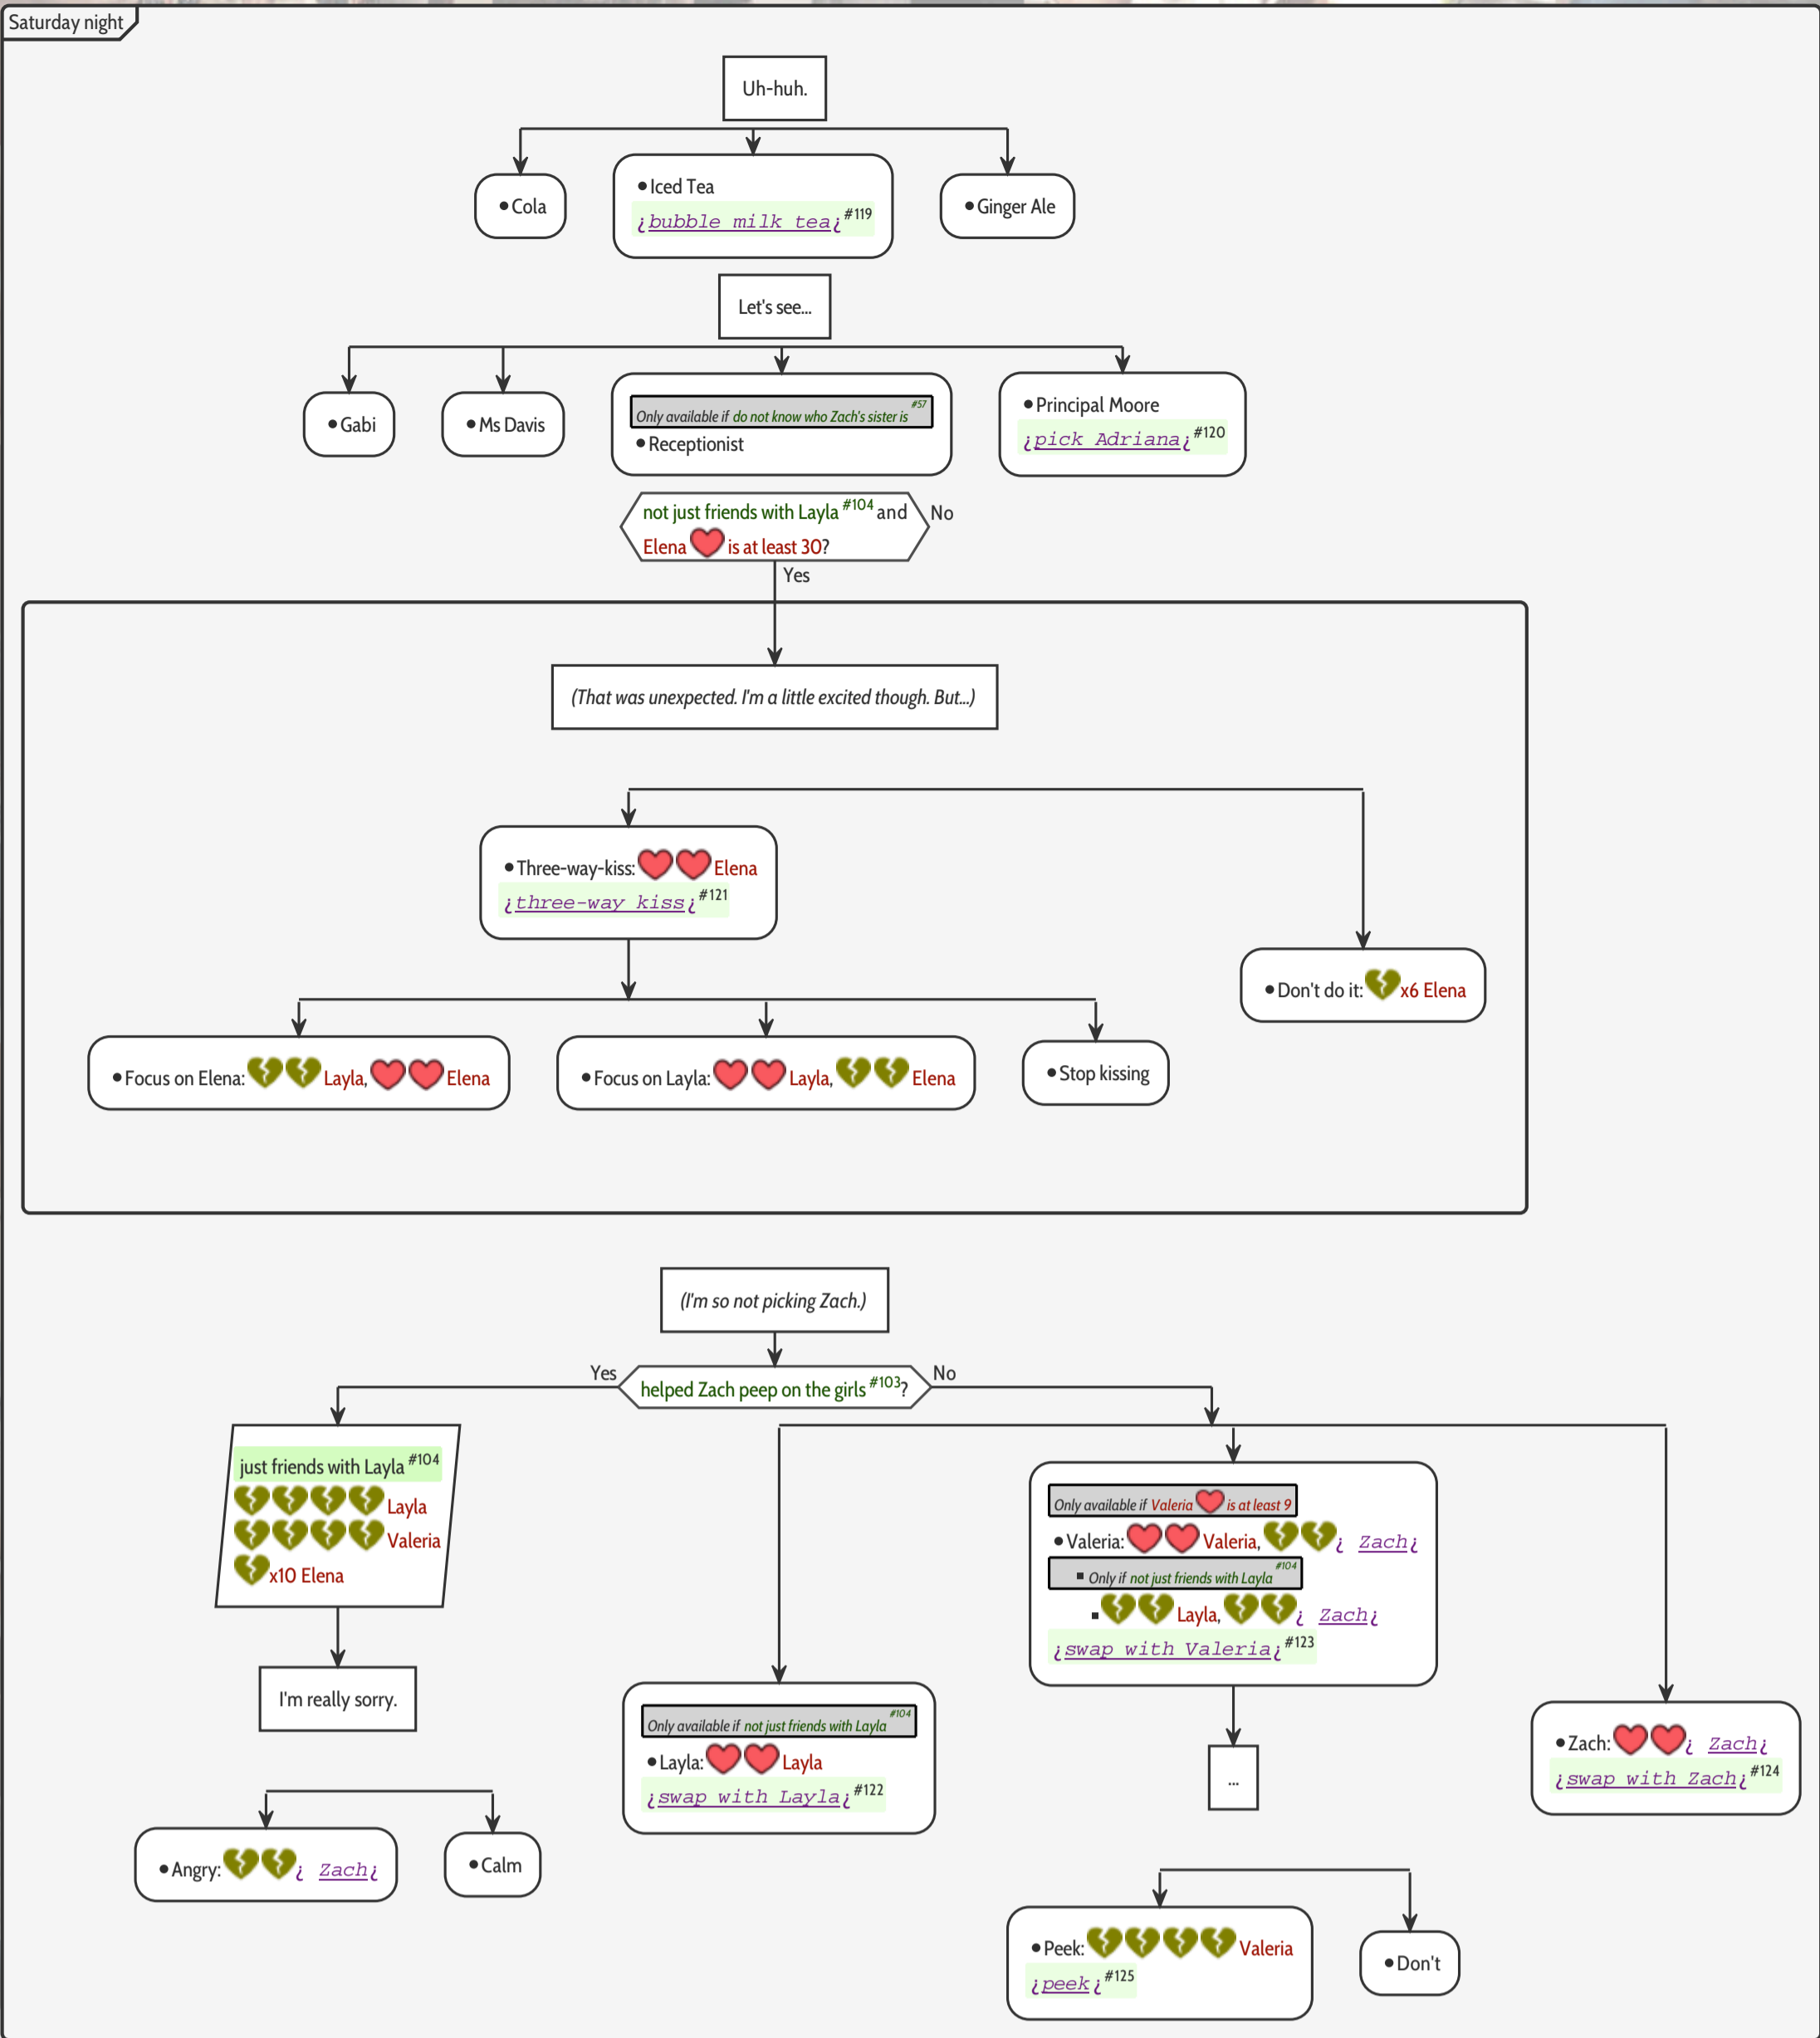 Saturday night
Uh-huh.
•Cola
•Iced Tea
¿bubble milk tea¿#119
•Ginger Ale
Let's see...
•Gabi
•Ms Davis
Only available if do not know who Zach's sister is #57
•Receptionist
•Principal Moore
¿pick Adriana¿#120
not just friends with Layla #104 and
Elena ❤ is at least 30?
No
Yes
(That was unexpected. I'm a little excited though. But...)
•Three-way-kiss: Elena
¿three-way kiss¿#121
•Don't do it: x6 Elena
•Focus on Elena: Layla, Elena
•Focus on Layla: Layla, Elena
•Stop kissing
(I'm so not picking Zach.)
Yes
helped Zach peep on the girls #103?
No
just friends with Layla #104
Layla
Valeria
x10 Elena
I'm really sorry.
•Angry: ¿ Zach¿
•Calm
Only available if not just friends with Layla #104
•Layla: Layla
¿swap with Layla¿#122
Only available if Valeria is at least 9
•Valeria: Valeria, ¿ Zach¿
▪ Only if not just friends with Layla #104
▪ Layla, ¿ Zach¿
¿swap with Valeria¿#123
...
•Peek: Valeria
¿peek¿#125
•Don't
•Zach: ¿ Zach¿
¿swap with Zach¿#124